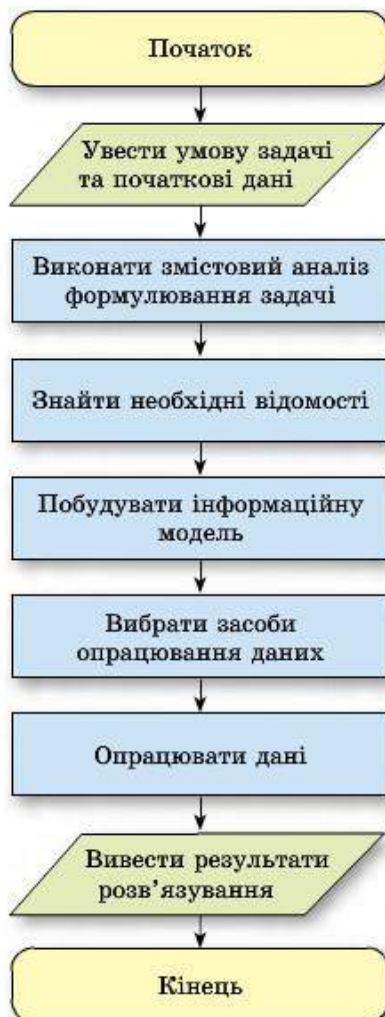 Початок
Увести умову задачі
та початкові дані
Виконати змістовий аналіз
формулювання задачі
Знайти необхідні відомості
Побудувати інформаційну
модель
Вибрати засоби
опрацювання даних
Опрацювати дані
Вивести результати
розв’язування
Кінець